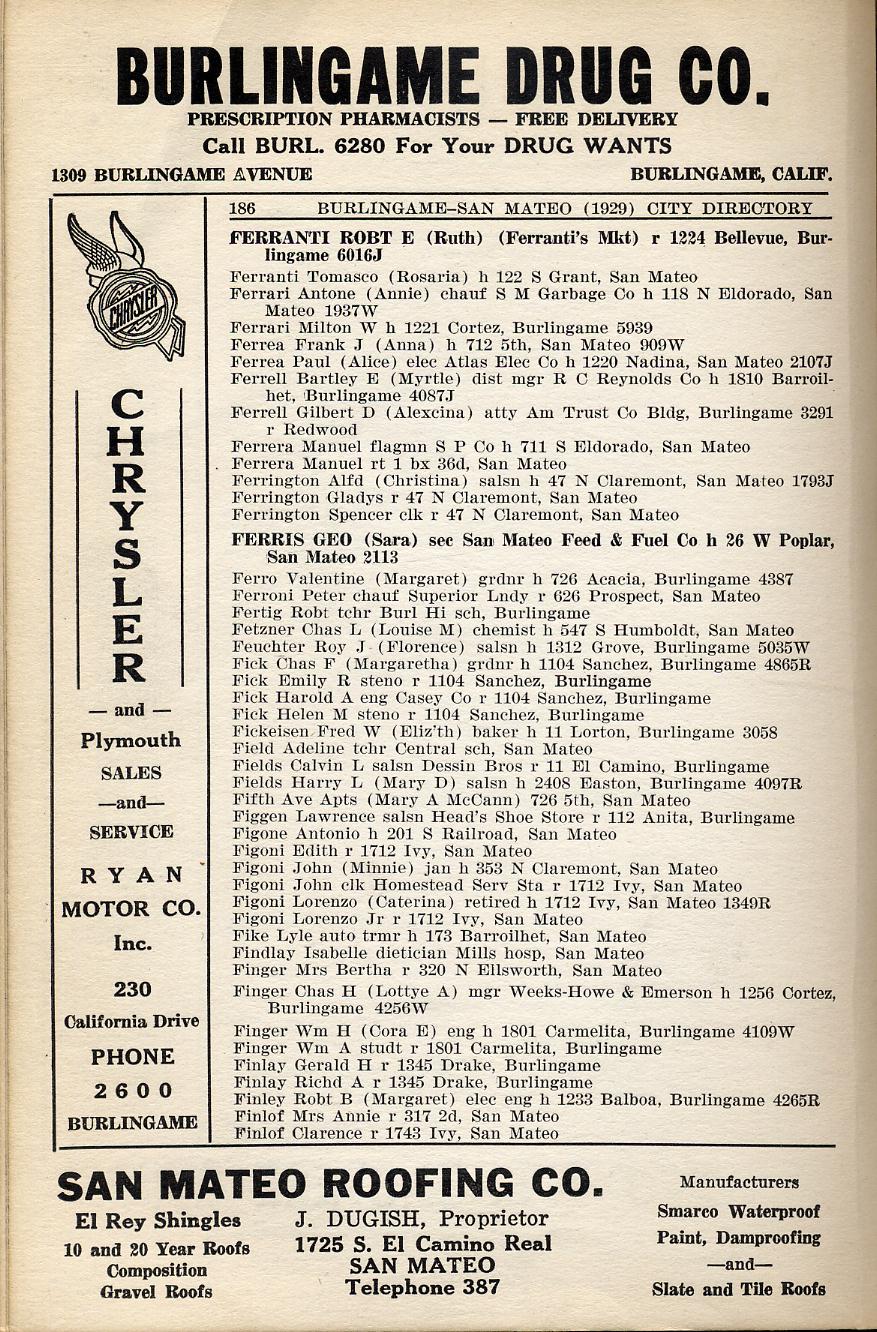 BURLINGAME DRUG CO.
PRESCRIPTION PHARMACISTS — FREE DELIVERY
Call BURL. 6280 For Your DRUG WANTS
1309 BURLINGAME AVENUE BURLINGAME, CALIF.
CHRYSLER
CHRYSLER
— and —
Plymouth
SALES
—and—
SERVICE
RYAN
MOTOR CO.
Inc.
230
California Drive
PHONE
2600
BURLINGAME
186 BURLINGAME–SAN MATEO (1929) CITY DIRECTORY
FERRANTI ROBT E (Ruth) (Ferranti's Mkt) r 1224 Bellevue, Bur-
lingame 6016J
Ferranti Tomasco (Rosaria) h 122 S Grant, San Mateo
Ferrari Antone (Annie) chauf S M Garbage Co h 118 N Eldorado, San
Mateo 1937W
Ferrari Milton W h 1221 Cortez, Burlingame 5939
Ferrea Frank J (Anna) h 712 5th, San Mateo 909W
Ferrea Paul (Alice) elec Atlas Elec Co h 1220 Nadina, San Mateo 2107J
Ferrell Bartley E (Myrtle) dist mgr R C Reynolds Co h 1810 Barroil-
het, Burlingame 4087J
Ferrell Gilbert D (Alexcina) atty Am Trust Co Bldg, Burlingame 3291
r Redwood
Ferrera Manuel flagmn S P Co h 711 S Eldorado, San Mateo
Ferrera Manuel rt 1 bx 36d, San Mateo
Ferrington Alfd (Christina) salsn h 47 N Claremont, San Mateo 1793J
Ferrington Gladys r 47 N Claremont, San Mateo
Ferrington Spencer clk r 47 N Claremont, San Mateo
FERRIS GEO (Sara) sec San Mateo Feed & Fuel Co h 26 W Poplar,
San Mateo 2113
Ferro Valentine (Margaret) grdnr h 726 Acacia, Burlingame 4387
Ferroni Peter chauf Superior Lndy r 626 Prospect, San Mateo
Fertig Robt tchr Burl Hi sch, Burlingame
Fetzner Chas L (Louise M) chemist h 547 S Humboldt, San Mateo
Feuchter Roy J (Florence) salsn h 1312 Grove, Burlingame 5035W
Fick Chas F (Margaretha) grdnr h 1104 Sanchez, Burlingame 4865R
Fick Emily R steno r 1104 Sanchez, Burlingame
Fick Harold A eng Casey Co r 1104 Sanchez, Burlingame
Fick Helen M steno r 1104 Sanchez, Burlingame
Fickeisen Fred W (Eliz'th) baker h 11 Lorton, Burlingame 3058
Field Adeline tchr Central sch, San Mateo
Fields Calvin L salsn Dessin Bros r 11 El Camino, Burlingame
Fields Harry L (Mary D) salsn h 2408 Easton, Burlingame 4097R
Fifth Ave Apts (Mary A McCann) 726 5th, San Mateo
Figgen Lawrence salsn Head's Shoe Store r 112 Anita, Burlingame
Figone Antonio h 201 S Railroad, San Mateo
Figoni Edith r 1712 Ivy, San Mateo
Figoni John (Minnie) jan h 353 N Claremont, San Mateo
Figoni John clk Homestead Serv Sta r 1712 Ivy, San Mateo
Figoni Lorenzo (Caterina) retired h 1712 Ivy, San Mateo 1349R
Figoni Lorenzo Jr r 1712 Ivy, San Mateo
Fike Lyle auto trmr h 173 Barroilhet, San Mateo
Findlay Isabelle dietician Mills hosp, San Mateo
Finger Mrs Bertha r 320 N Ellsworth, San Mateo
Finger Chas H (Lottye A) mgr Weeks-Howe & Emerson h 1256 Cortez,
Burlingame 4256W
Finger Wm H (Cora E) eng h 1801 Carmelita, Burlingame 4109W
Finger Wm A studt r 1801 Carmelita, Burlingame
Finlay Gerald H r 1345 Drake, Burlingame
Finlay Richd A r 1345 Drake, Burlingame
Finley Robt B (Margaret) elec eng h 1233 Balboa, Burlingame 4265R
Finlof Mrs Annie r 317 2d, San Mateo
Finlof Clarence r 1743 Ivy, San Mateo
SAN MATEO ROOFING CO.
El Rey Shingles
10 and 20 Year Roofs
Composition
Gravel Roofs
J. DUGISH, Proprietor
1725 S. El Camino Real
SAN MATEO
Telephone 387
Manufacturers
Smarco Waterproof
Paint, Damproofing
—and—
Slate and Tile Roofs